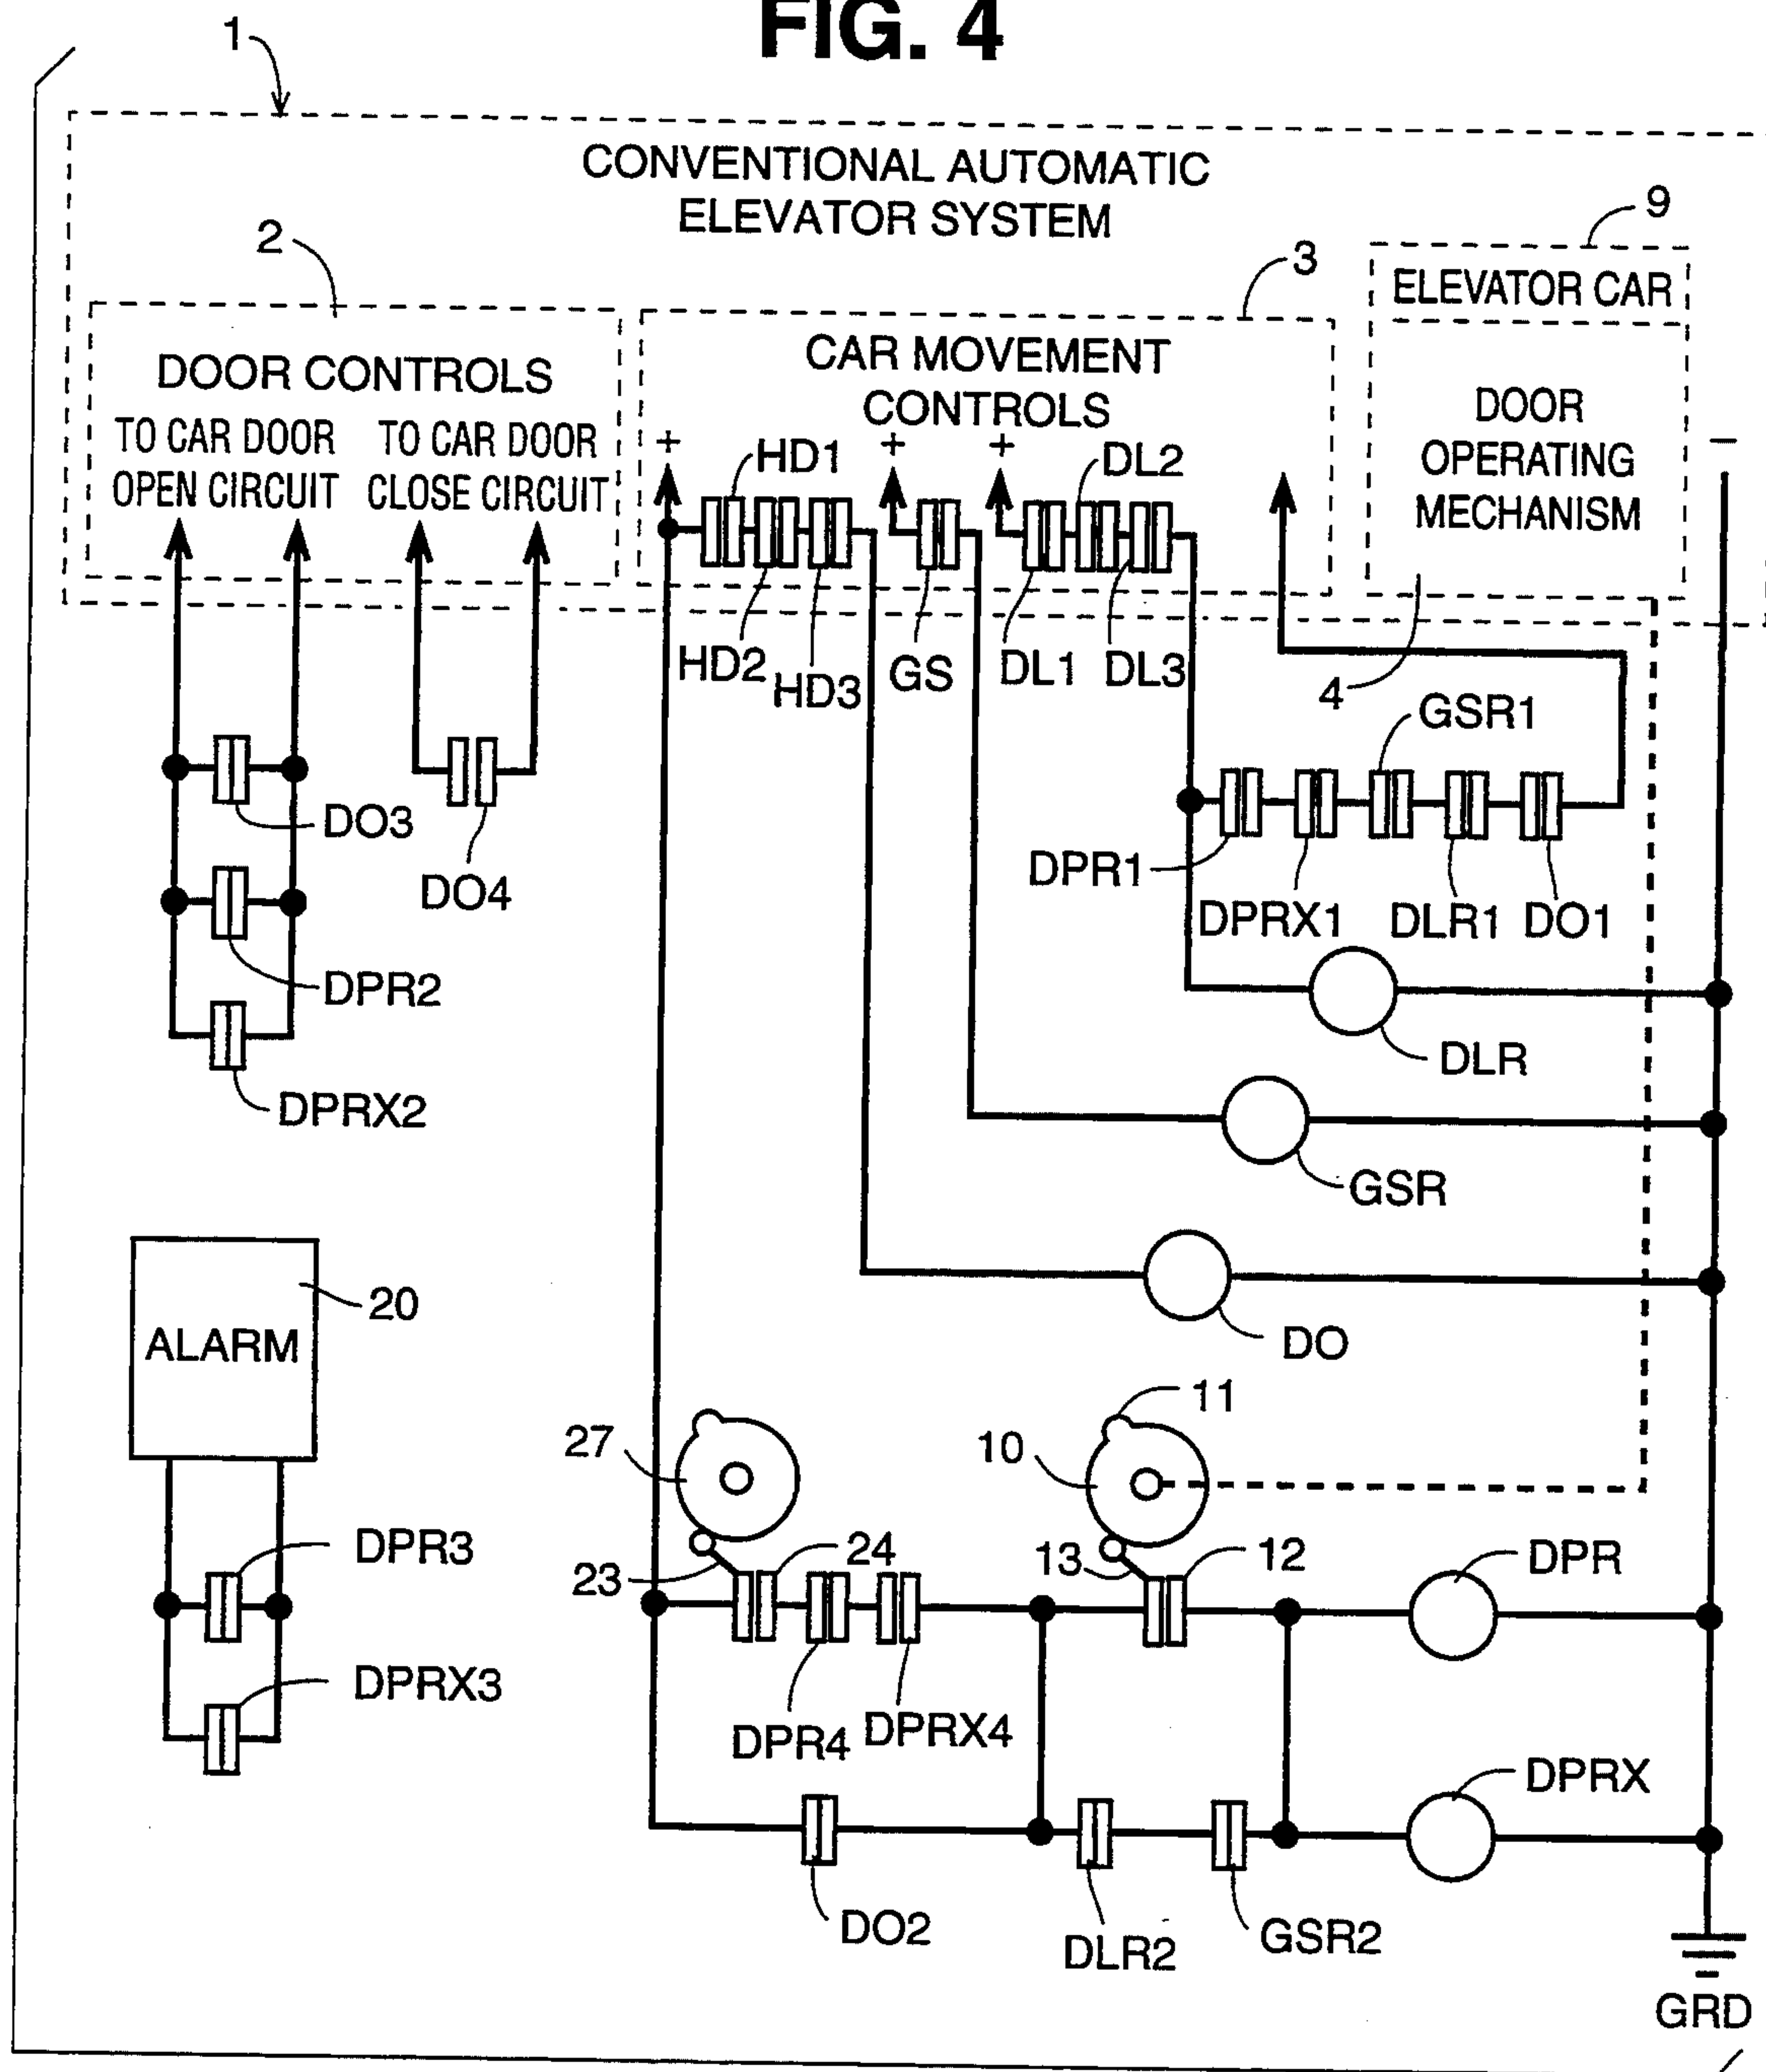 FIG. 4
1
CONVENTIONAL AUTOMATIC
ELEVATOR SYSTEM
9
2
3
ELEVATOR CAR
DOOR CONTROLS
TO CAR DOOR
OPEN CIRCUIT
TO CAR DOOR
CLOSE CIRCUIT
CAR MOVEMENT
CONTROLS
DOOR
OPERATING
MECHANISM
+
+
+
–
HD1
DL2
HD2
HD3
GS
DL1
DL3
4
GSR1
DO3
DO4
DPR1
DPRX1
DLR1
DO1
DPR2
DLR
DPRX2
GSR
20
ALARM
DO
11
27
10
DPR3
23
24
13
12
DPR
DPRX3
DPR4
DPRX4
DPRX
DO2
DLR2
GSR2
GRD